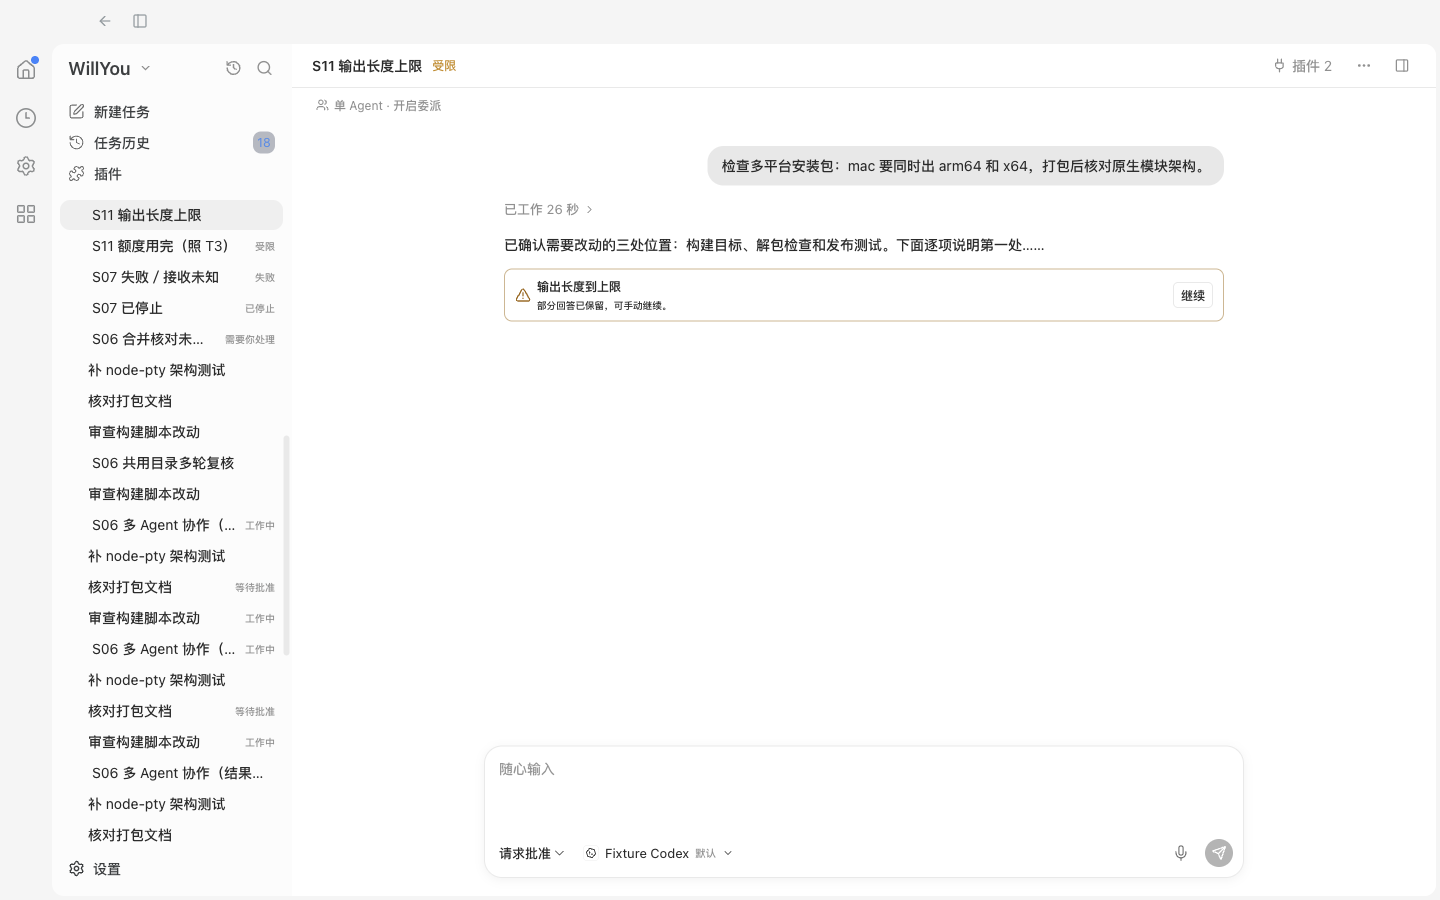 WillYou
新建任务
任务历史 18
插件
S11 输出长度上限
S11 额度用完（照 T3） 受限
S07 失败 / 接收未知 失败
S07 已停止 已停止
S06 合并核对未... 需要你处理
补 node-pty 架构测试
核对打包文档
审查构建脚本改动
S06 共用目录多轮复核
审查构建脚本改动
S06 多 Agent 协作（... 工作中
补 node-pty 架构测试
核对打包文档 等待批准
审查构建脚本改动 工作中
S06 多 Agent 协作（... 工作中
补 node-pty 架构测试
核对打包文档 等待批准
审查构建脚本改动 工作中
S06 多 Agent 协作（结果...
补 node-pty 架构测试
核对打包文档
设置
S11 输出长度上限 受限
插件 2
单 Agent · 开启委派
检查多平台安装包：mac 要同时出 arm64 和 x64，打包后核对原生模块架构。
已工作 26 秒
已确认需要改动的三处位置：构建目标、解包检查和发布测试。下面逐项说明第一处……
输出长度到上限
部分回答已保留，可手动继续。
继续
随心输入
请求批准 Fixture Codex 默认